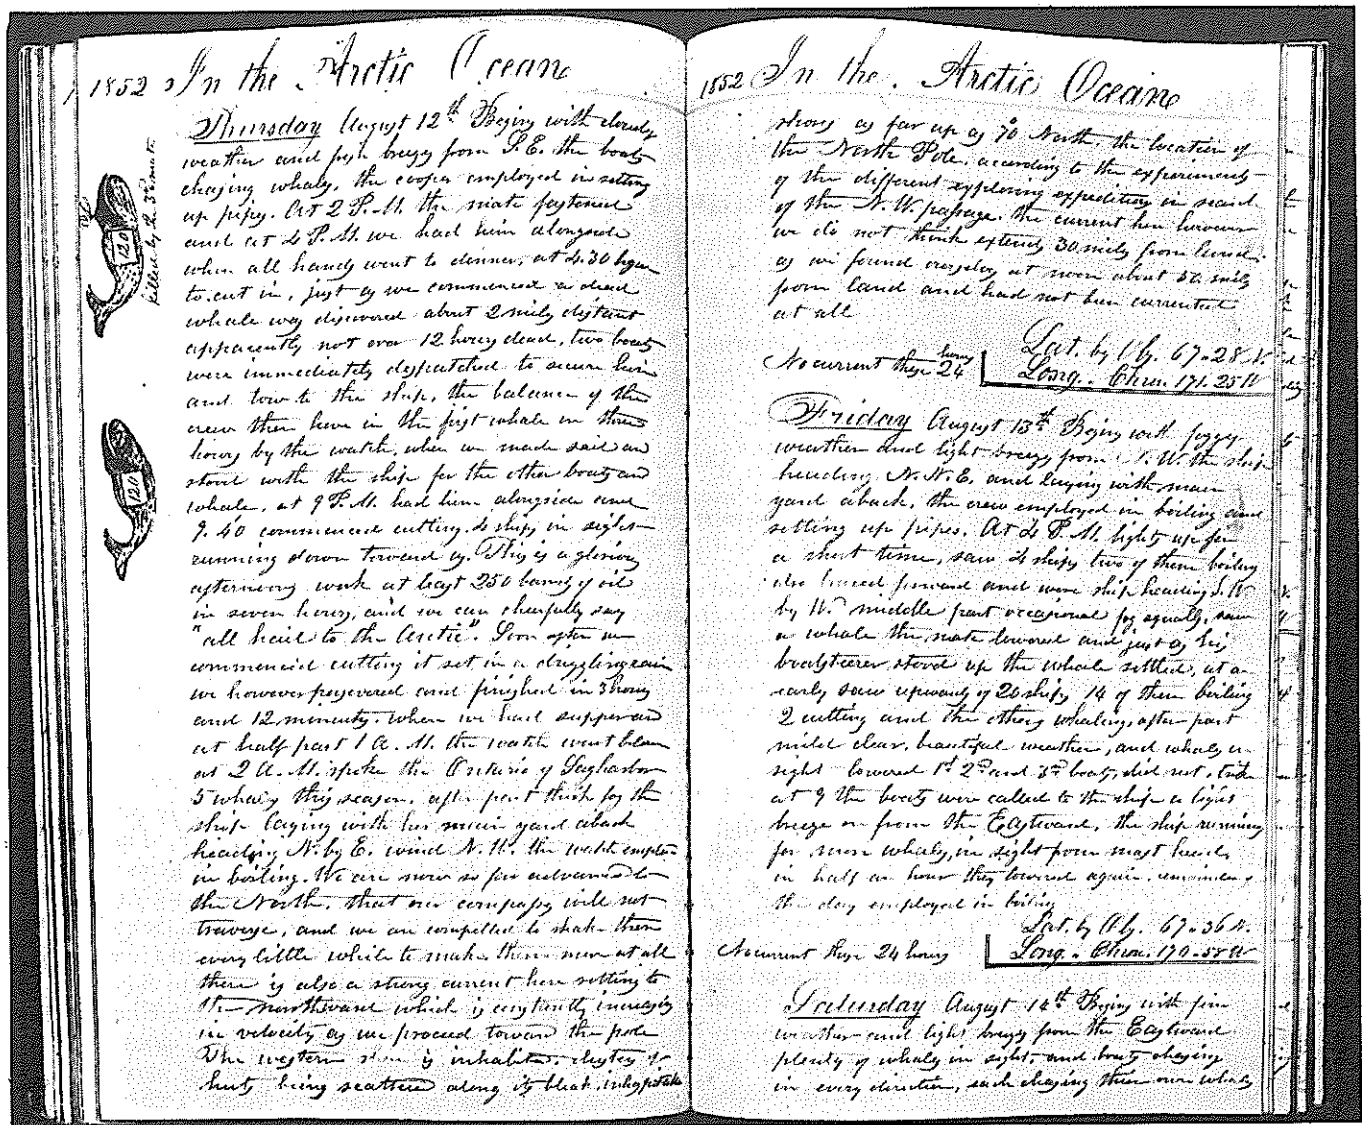 1852 In the Arctic Ocean
Thursday August 12th Begins with cloudy
weather and fresh breezes from S.E. the boats
chasing whales, the cooper employed in setting
up pipes. At 2 P.M. the mate fastened
and at 4 P.M. we had him alongside
when all hands went to dinner, at 4.30 began
to cut in, just as we commenced a dead
whale was discovered about 2 miles distant
apparently not over 12 hours dead, two boats
were immediately dispatched to secure him
and tow to the ship, the balance of the
crew then hove in the first whale in three
hours by the watch, when we made sail and
stood with the ship for the other boats and
whale, at 9 P.M. had him alongside and
9.40 commenced cutting. 4 ships in sight
running down toward us. This is a glorious
afternoons work at least 250 barrels of oil
in seven hours, and we can cheerfully say
"all hail to the Arctic". Soon after we
commenced cutting it set in a drizzling rain
we however persevered and finished in 3 hours
and 12 minutes. when we had supper and
at half past 1 A.M. the watch went below
at 2 A.M. spoke the Ontario of Sagharbor
5 whales this season, after part thick fog the
ship laying with her main yard aback
heading N. by E. wind N.W. the watch employed
in boiling. We are now so far advanced to
the North, that our compasses will not
traverse, and we are compelled to shake them
every little while to make them move at all
there is also a strong current here setting to
the northward which is constantly increasing
in velocity as we proceed toward the pole
The western shore is inhabited, clusters of
huts being scattered along its bleak, inhospitable
120
killed by the 3d mate.
120
1852 In the Arctic Ocean
shores as far up as 70° North, the location of
the North Pole, according to the experiments
of the different exploring expeditions in search
of the N.W. passage. the current here however
we do not think extends 30 miles from land,
as we found ourselves at noon about 50 miles
from land and had not been currented
at all
Lat. by Obs. 67-28 N.
No current these 24 hours Long. Chron. 171-25 W
Friday August 13th Begins with foggy
weather and light breezes from N.W. the ship
heading N.N.E. and laying with main
yard aback, the crew employed in boiling and
setting up pipes. At 4 P.M. lights up for
a short time, saw 4 ships two of them boiling
also braced forward and wore ship heading S.W
by W. middle part occasional fog squalls, saw
a whale the mate lowered and just as his
boatsteerer stood up the whale settled, at 2
early saw upwards of 20 ships 14 of them boiling
2 cutting and the others whaling, after part
mild clear, beautiful weather, and whales in
sight lowered 1st 2nd and 3rd boats, did not strike
at 9 the boats were called to the ship a light
breeze on from the Eastward, the ship running
for more whales, in sight from mast head,
in half an hour they lowered again, remainder of
the day employed in boiling
Lat. by Obs. 67-36 N.
No current these 24 hours Long. Chron. 170-58 W
Saturday August 14th Begins with fine
weather and light breezes from the Eastward
plenty of whales in sight, and boats chasing
in every direction, each chasing their own whales